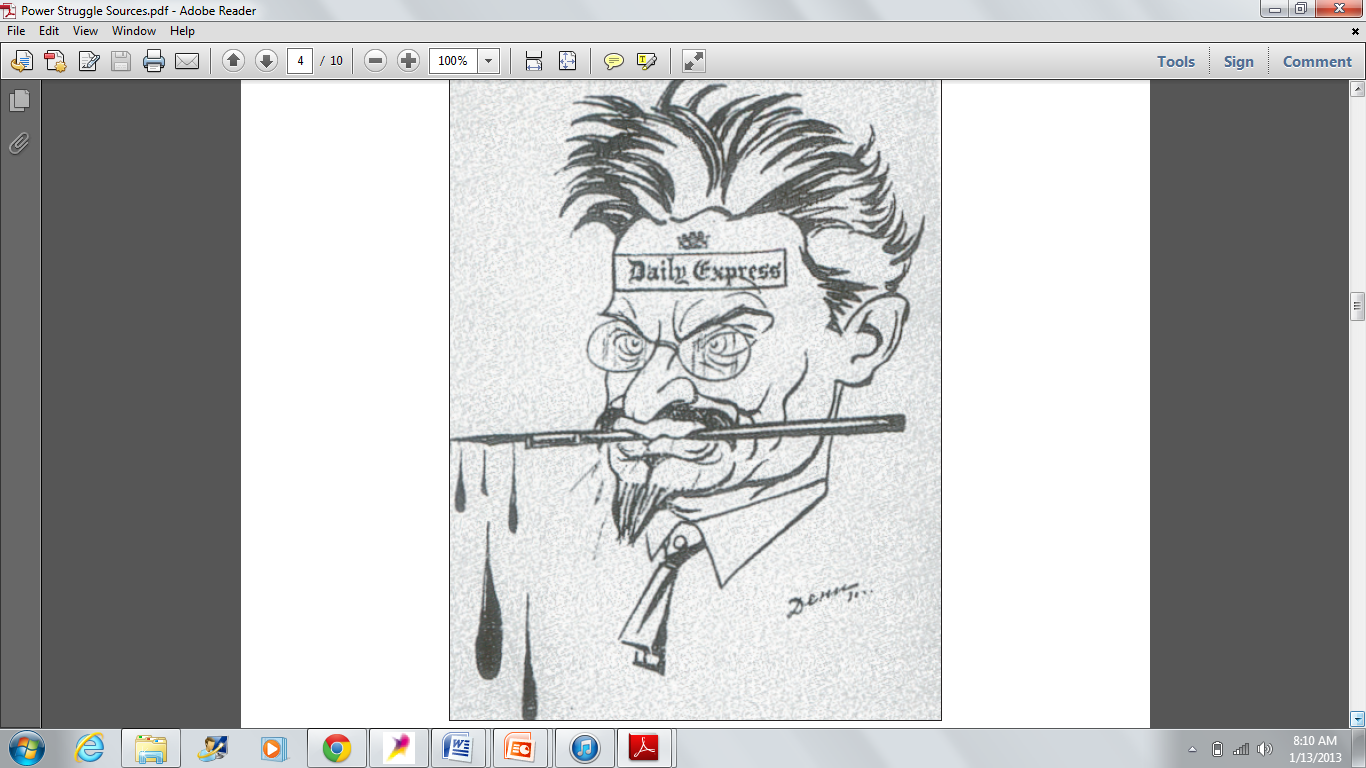 Power Struggle Sources.pdf - Adobe Reader
File Edit View Window Help
4 / 10 100% Tools Sign Comment
Daily Express
Дени
8:10 AM
1/13/2013